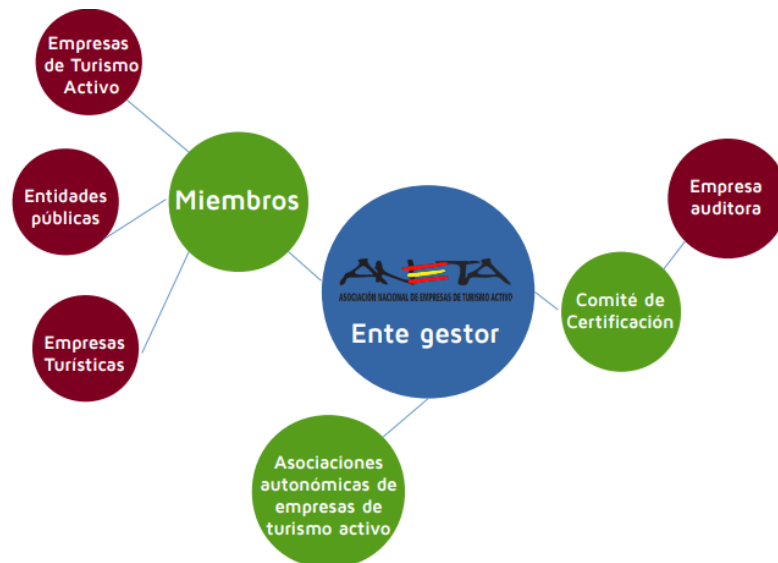 Empresas
de Turismo
Activo
Miembros
Entidades
públicas
Empresas
Turísticas
ANETA
ASOCIACIÓN NACIONAL DE EMPRESAS DE TURISMO ACTIVO
Ente gestor
Empresa
auditora
Comité de
Certificación
Asociaciones
autonómicas de
empresas de
turismo activo